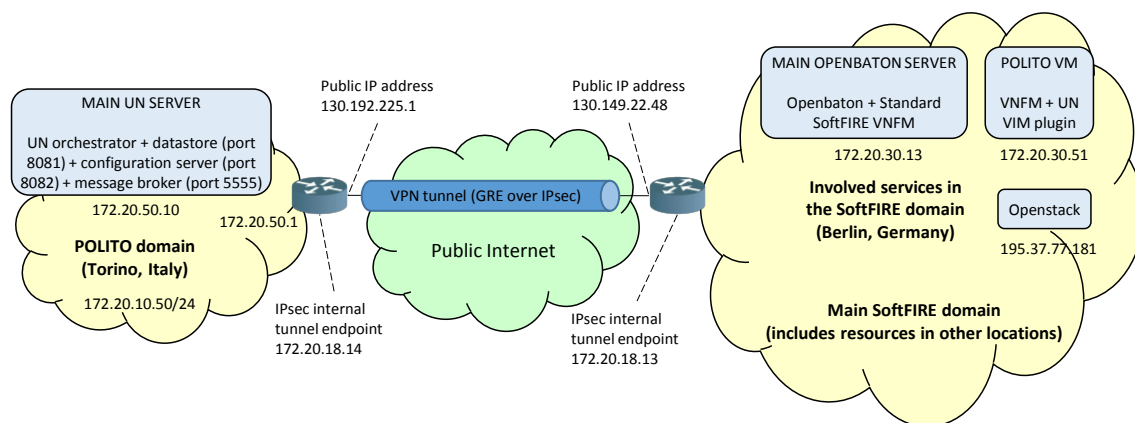 MAIN UN SERVER
UN orchestrator + datastore (port
8081) + configuration server (port
8082) + message broker (port 5555)
172.20.50.10
172.20.50.1
POLITO domain
(Torino, Italy)
172.20.10.50/24
Public IP address
130.192.225.1
IPsec internal
tunnel endpoint
172.20.18.14
VPN tunnel (GRE over IPsec)
Public Internet
Public IP address
130.149.22.48
IPsec internal
tunnel endpoint
172.20.18.13
MAIN OPENBATON SERVER
Openbaton + Standard
SoftFIRE VNFM
172.20.30.13
POLITO VM
VNFM + UN
VIM plugin
172.20.30.51
Involved services in
the SoftFIRE domain
(Berlin, Germany)
Openstack
195.37.77.181
Main SoftFIRE domain
(includes resources in other locations)